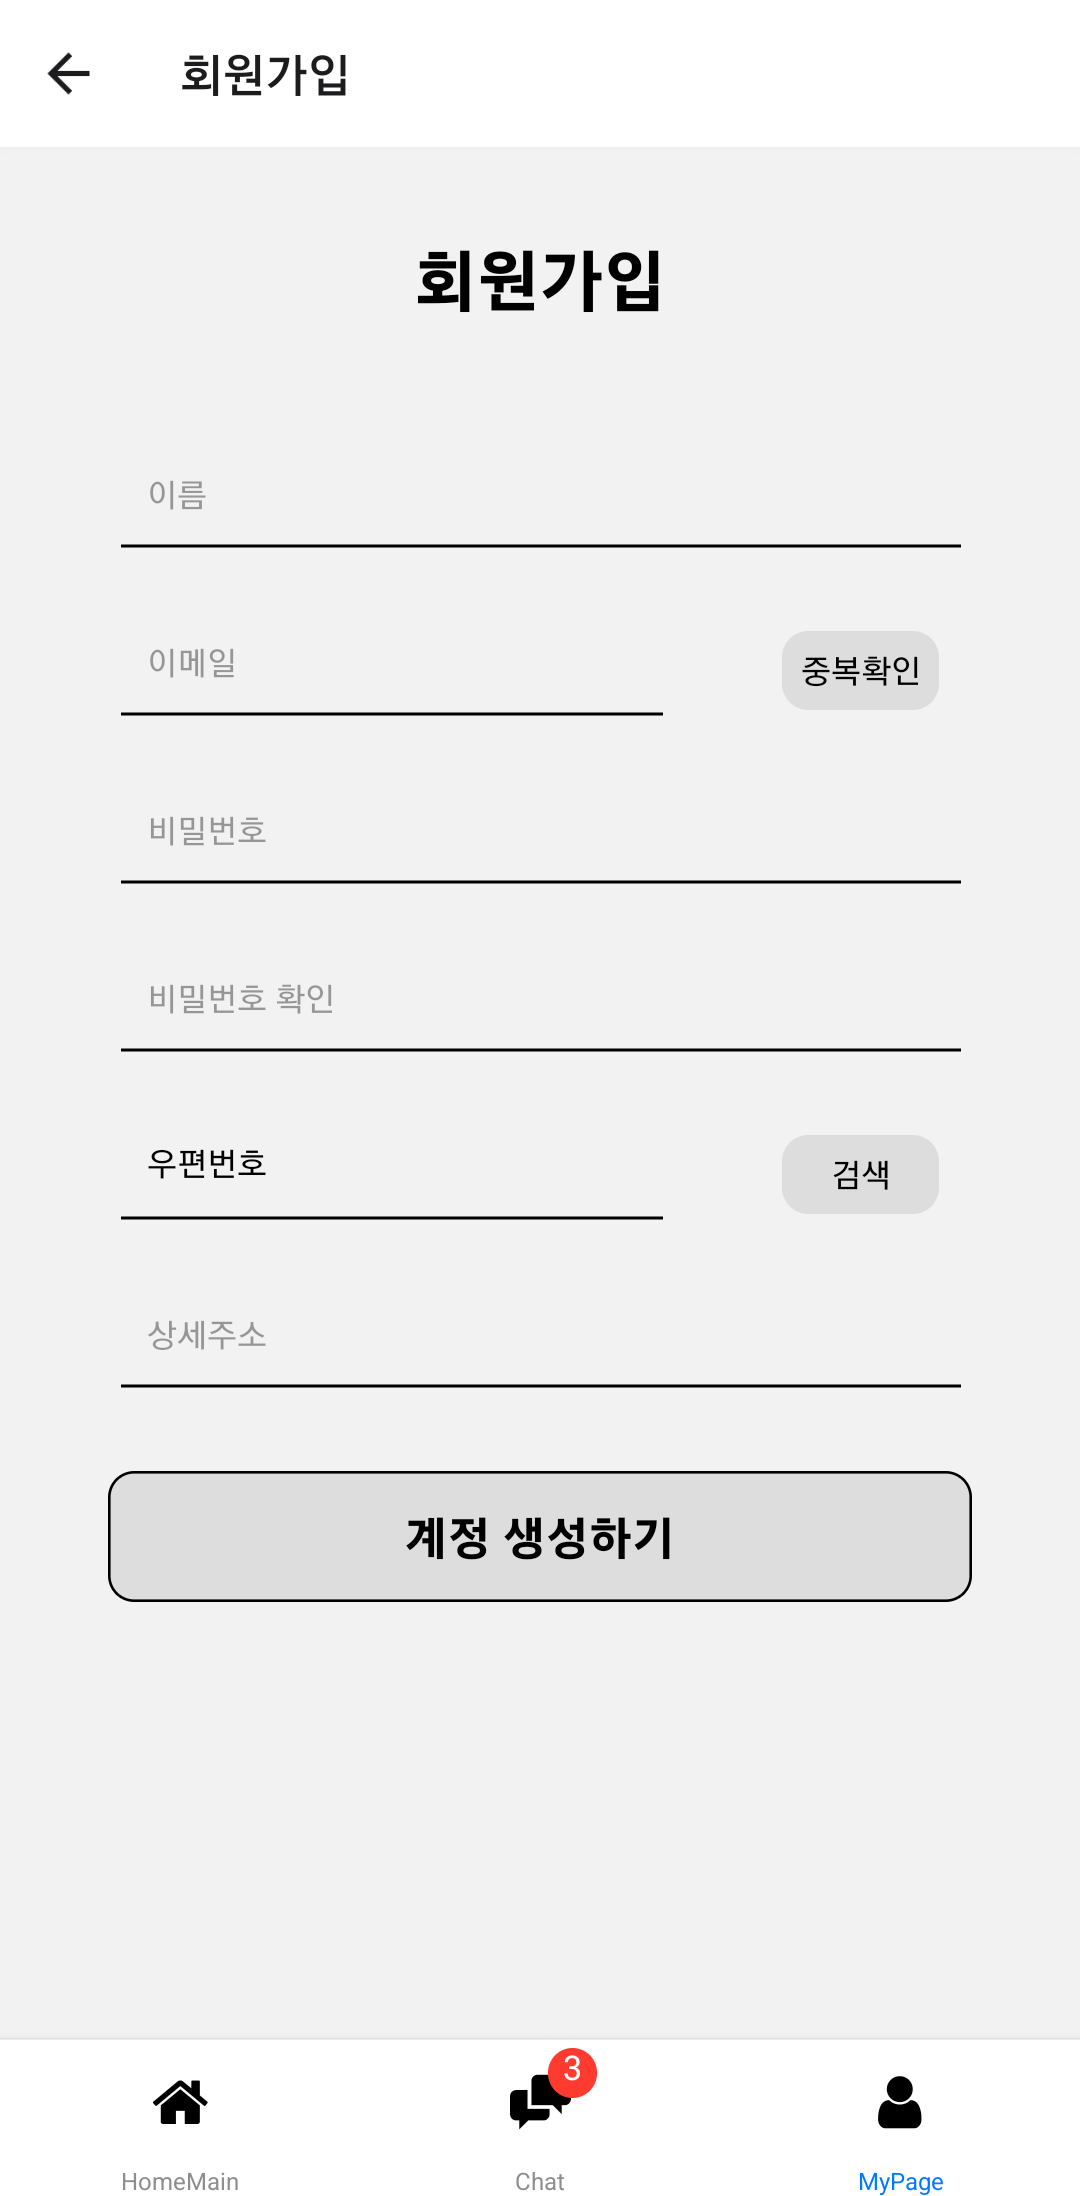 회원가입
회원가입
이름
이메일
중복확인
비밀번호
비밀번호 확인
우편번호
검색
상세주소
계정 생성하기
3
HomeMain
Chat
MyPage